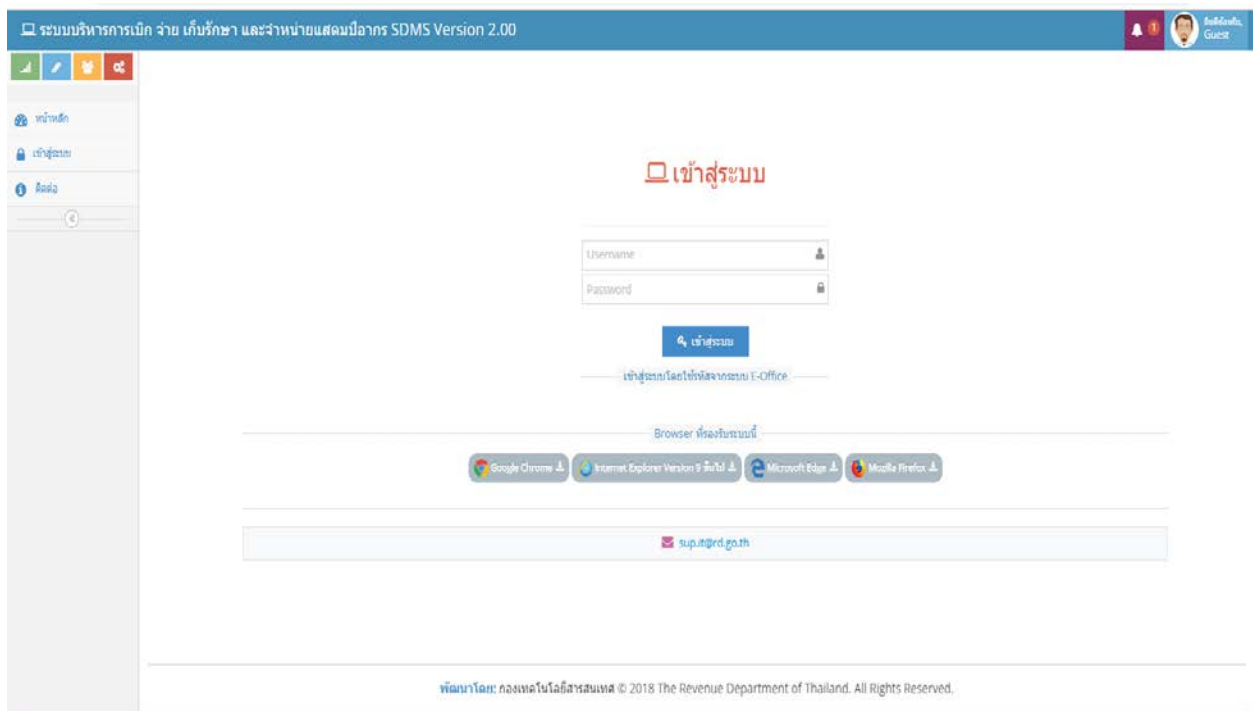 ระบบบริหารการเบิก จ่าย เก็บรักษา และจำหน่ายแสตมป์อากร SDMS Version 2.00
1
ยินดีต้อนรับ,
Guest
หน้าหลัก
เข้าสู่ระบบ
ติดต่อ
เข้าสู่ระบบ
Username
Password
เข้าสู่ระบบ
เข้าสู่ระบบโดยใช้รหัสจากระบบ E-Office
Browser ที่รองรับระบบนี้
Google Chrome
Internet Explorer Version 9 ขึ้นไป
Microsoft Edge
Mozilla Firefox
sup.it@rd.go.th
พัฒนาโดย: กองเทคโนโลยีสารสนเทศ © 2018 The Revenue Department of Thailand. All Rights Reserved.